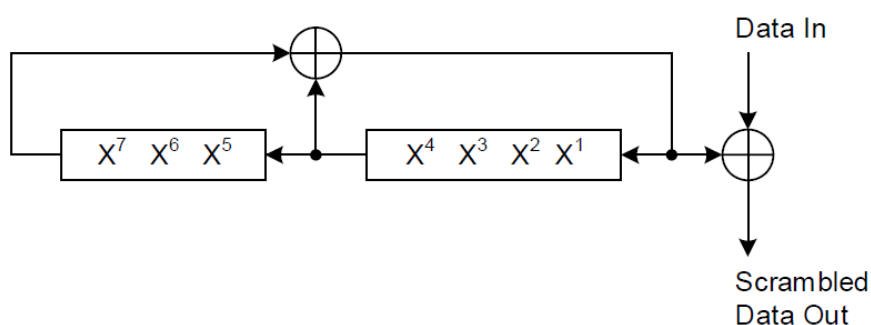 Data In
X⁷ X⁶ X⁵
X⁴ X³ X² X¹
Scrambled
Data Out